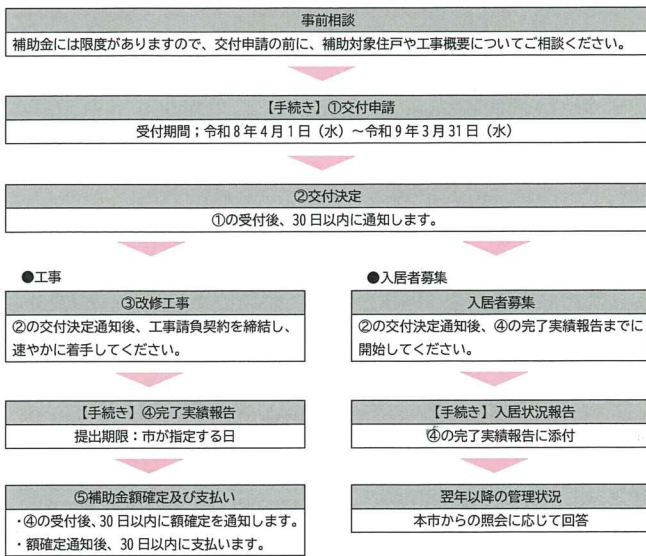 事前相談
補助金には限度がありますので、交付申請の前に、補助対象住戸や工事概要についてご相談ください。
【手続き】①交付申請
受付期間；令和8年4月1日（水）～令和9年3月31日（水）
②交付決定
①の受付後、30日以内に通知します。
●工事
③改修工事
②の交付決定通知後、工事請負契約を締結し、
速やかに着手してください。
【手続き】④完了実績報告
提出期限：市が指定する日
⑤補助金額確定及び支払い
・④の受付後、30日以内に額確定を通知します。
・額確定通知後、30日以内に支払います。
●入居者募集
入居者募集
②の交付決定通知後、④の完了実績報告までに
開始してください。
【手続き】入居状況報告
④の完了実績報告に添付
翌年以降の管理状況
本市からの照会に応じて回答